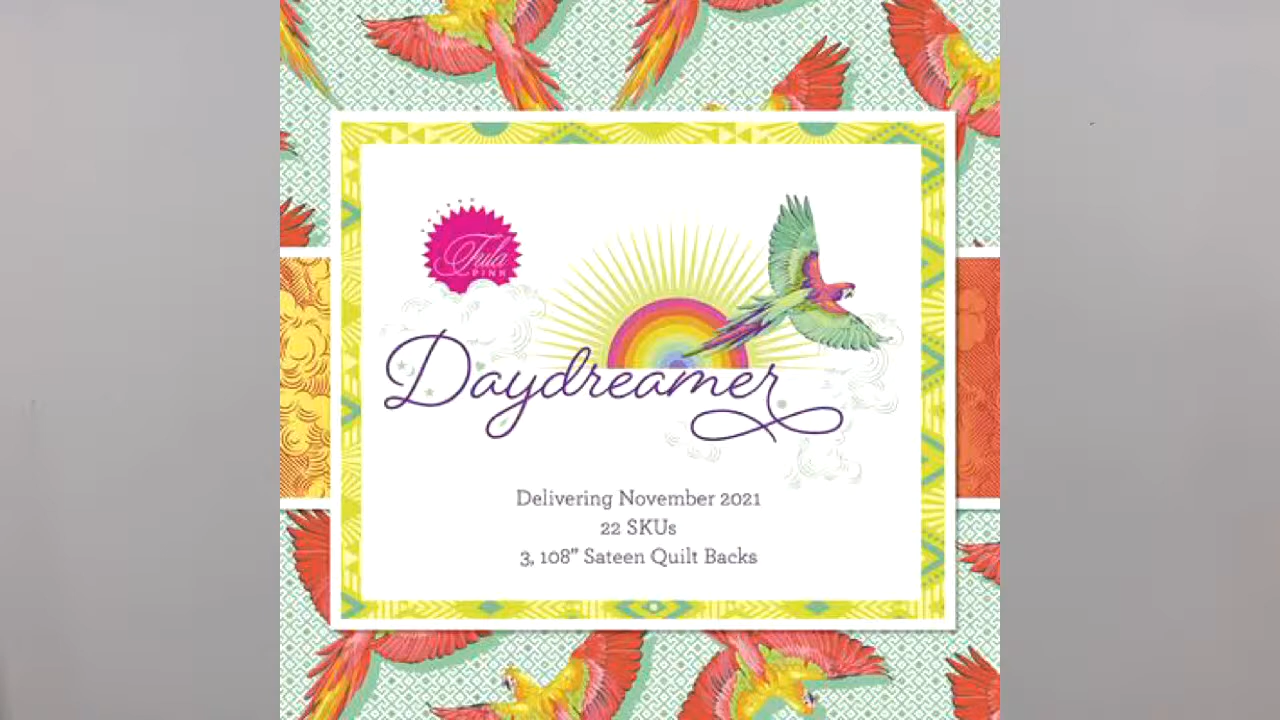 Tula
PINK
Daydreamer
Delivering November 2021
22 SKUs
3, 108” Sateen Quilt Backs